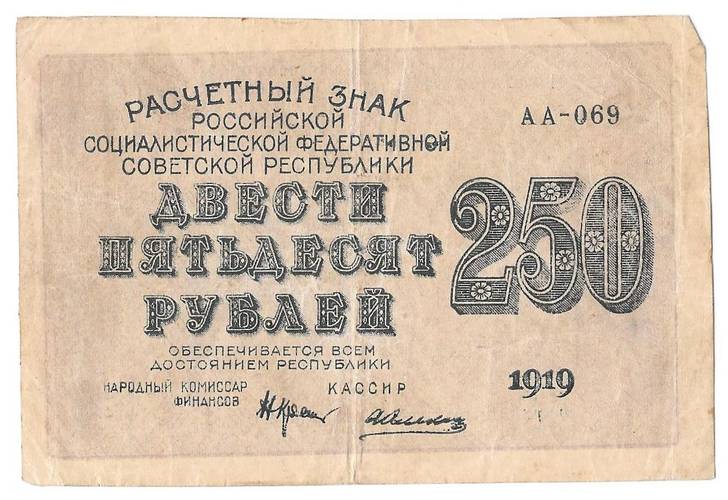 РАСЧЕТНЫЙ ЗНАК
РОССИЙСКОЙ
СОЦИАЛИСТИЧЕСКОЙ ФЕДЕРАТИВНОЙ
СОВЕТСКОЙ РЕСПУБЛИКИ
АА-069
ДВЕСТИ
ПЯТЬДЕСЯТ
РУБЛЕЙ
250
ОБЕСПЕЧИВАЕТСЯ ВСЕМ
ДОСТОЯНИЕМ РЕСПУБЛИКИ
НАРОДНЫЙ КОМИССАР
ФИНАНСОВ
КАССИР
1919